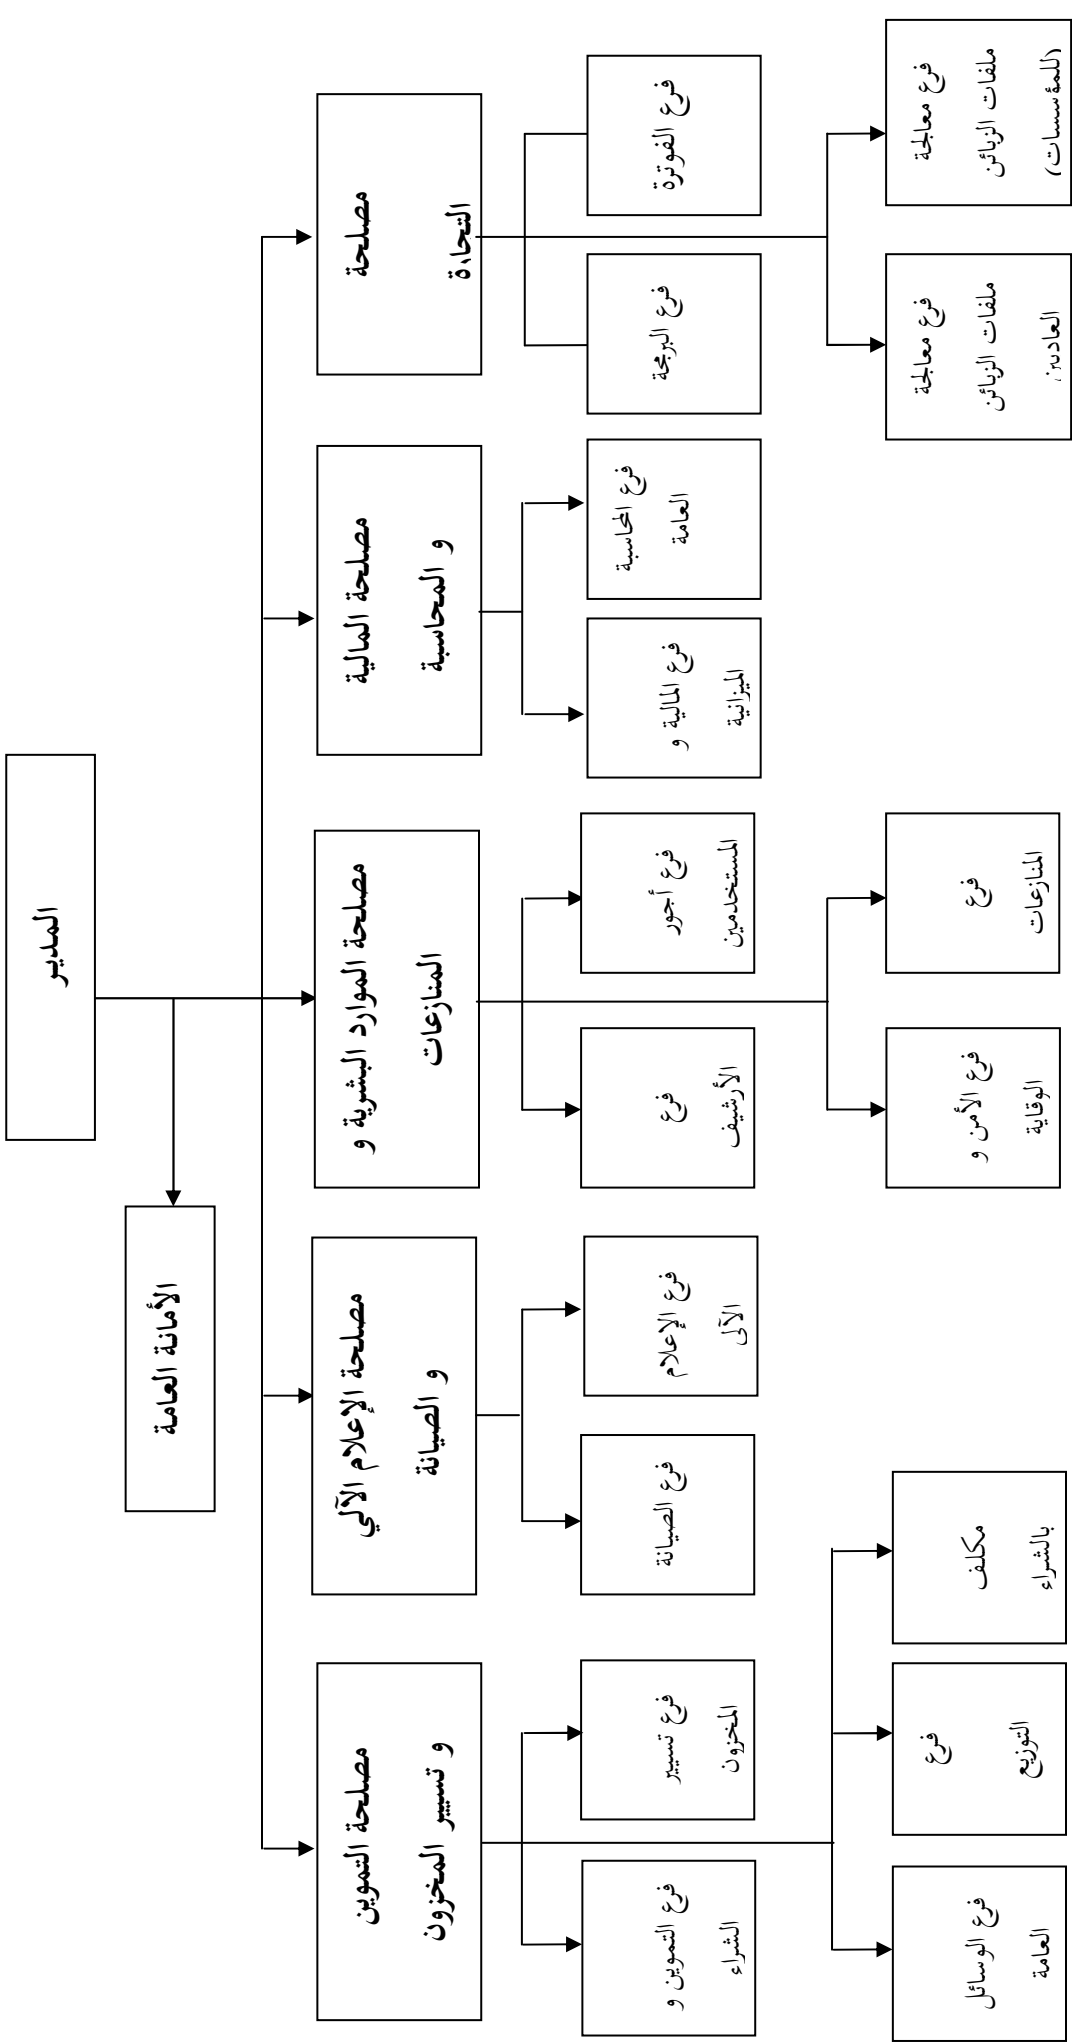 المدير
الأمانة العامة
مصلحة
التجارة
مصلحة المالية
و المحاسبة
مصلحة الموارد البشرية و
المنازعات
مصلحة الإعلام الآلي
و الصيانة
مصلحة التموين
و تسيير المخزون
فرع الفوترة
فرع البرمجة
فرع المحاسبة
العامة
فرع المالية و
الميزانية
فرع أجور
المستخدمين
فرع
الأرشيف
فرع الإعلام
الآلي
فرع الصيانة
فرع تسيير
المخزون
فرع التموين و
الشراء
فرع معالجة
ملفات الزبائن
(للمؤسسات)
فرع معالجة
ملفات الزبائن
العاديين
فرع
المنازعات
فرع الأمن و
الوقاية
مكلف
بالشراء
فرع
التوزيع
فرع الوسائل
العامة